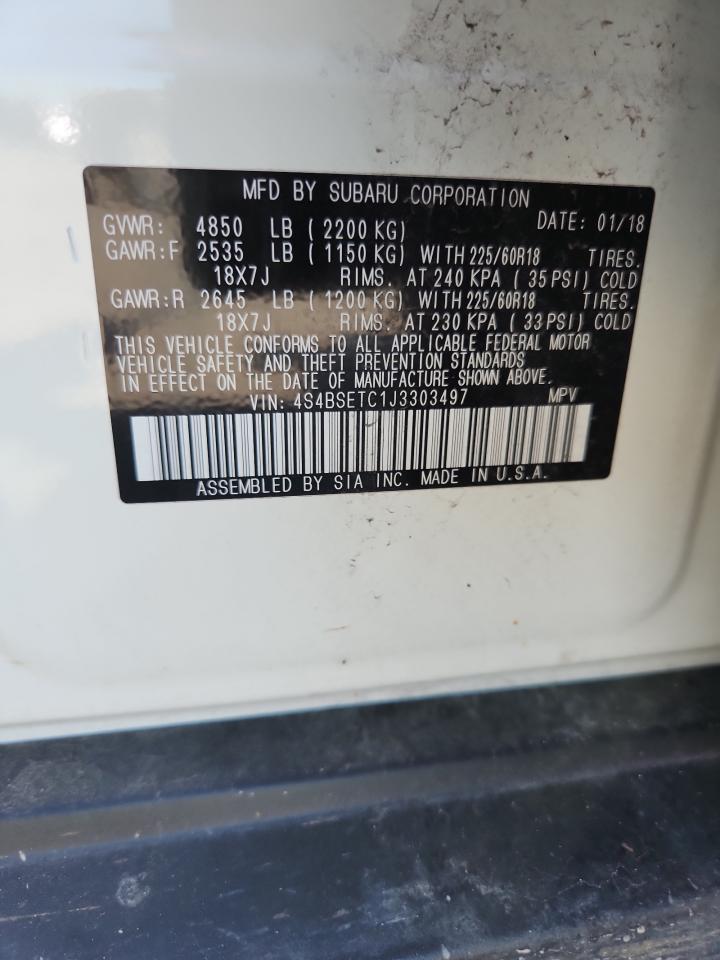 MFD BY SUBARU CORPORATION
GVWR: 4850 LB ( 2200 KG) DATE: 01/18
GAWR:F 2535 LB ( 1150 KG) WITH 225/60R18 TIRES.
18X7J RIMS. AT 240 KPA ( 35 PSI) COLD
GAWR:R 2645 LB ( 1200 KG) WITH 225/60R18 TIRES.
18X7J RIMS. AT 230 KPA ( 33 PSI) COLD
THIS VEHICLE CONFORMS TO ALL APPLICABLE FEDERAL MOTOR
VEHICLE SAFETY AND THEFT PREVENTION STANDARDS
IN EFFECT ON THE DATE OF MANUFACTURE SHOWN ABOVE.
VIN: 4S4BSETC1J3303497 MPV
ASSEMBLED BY SIA INC. MADE IN U.S.A.